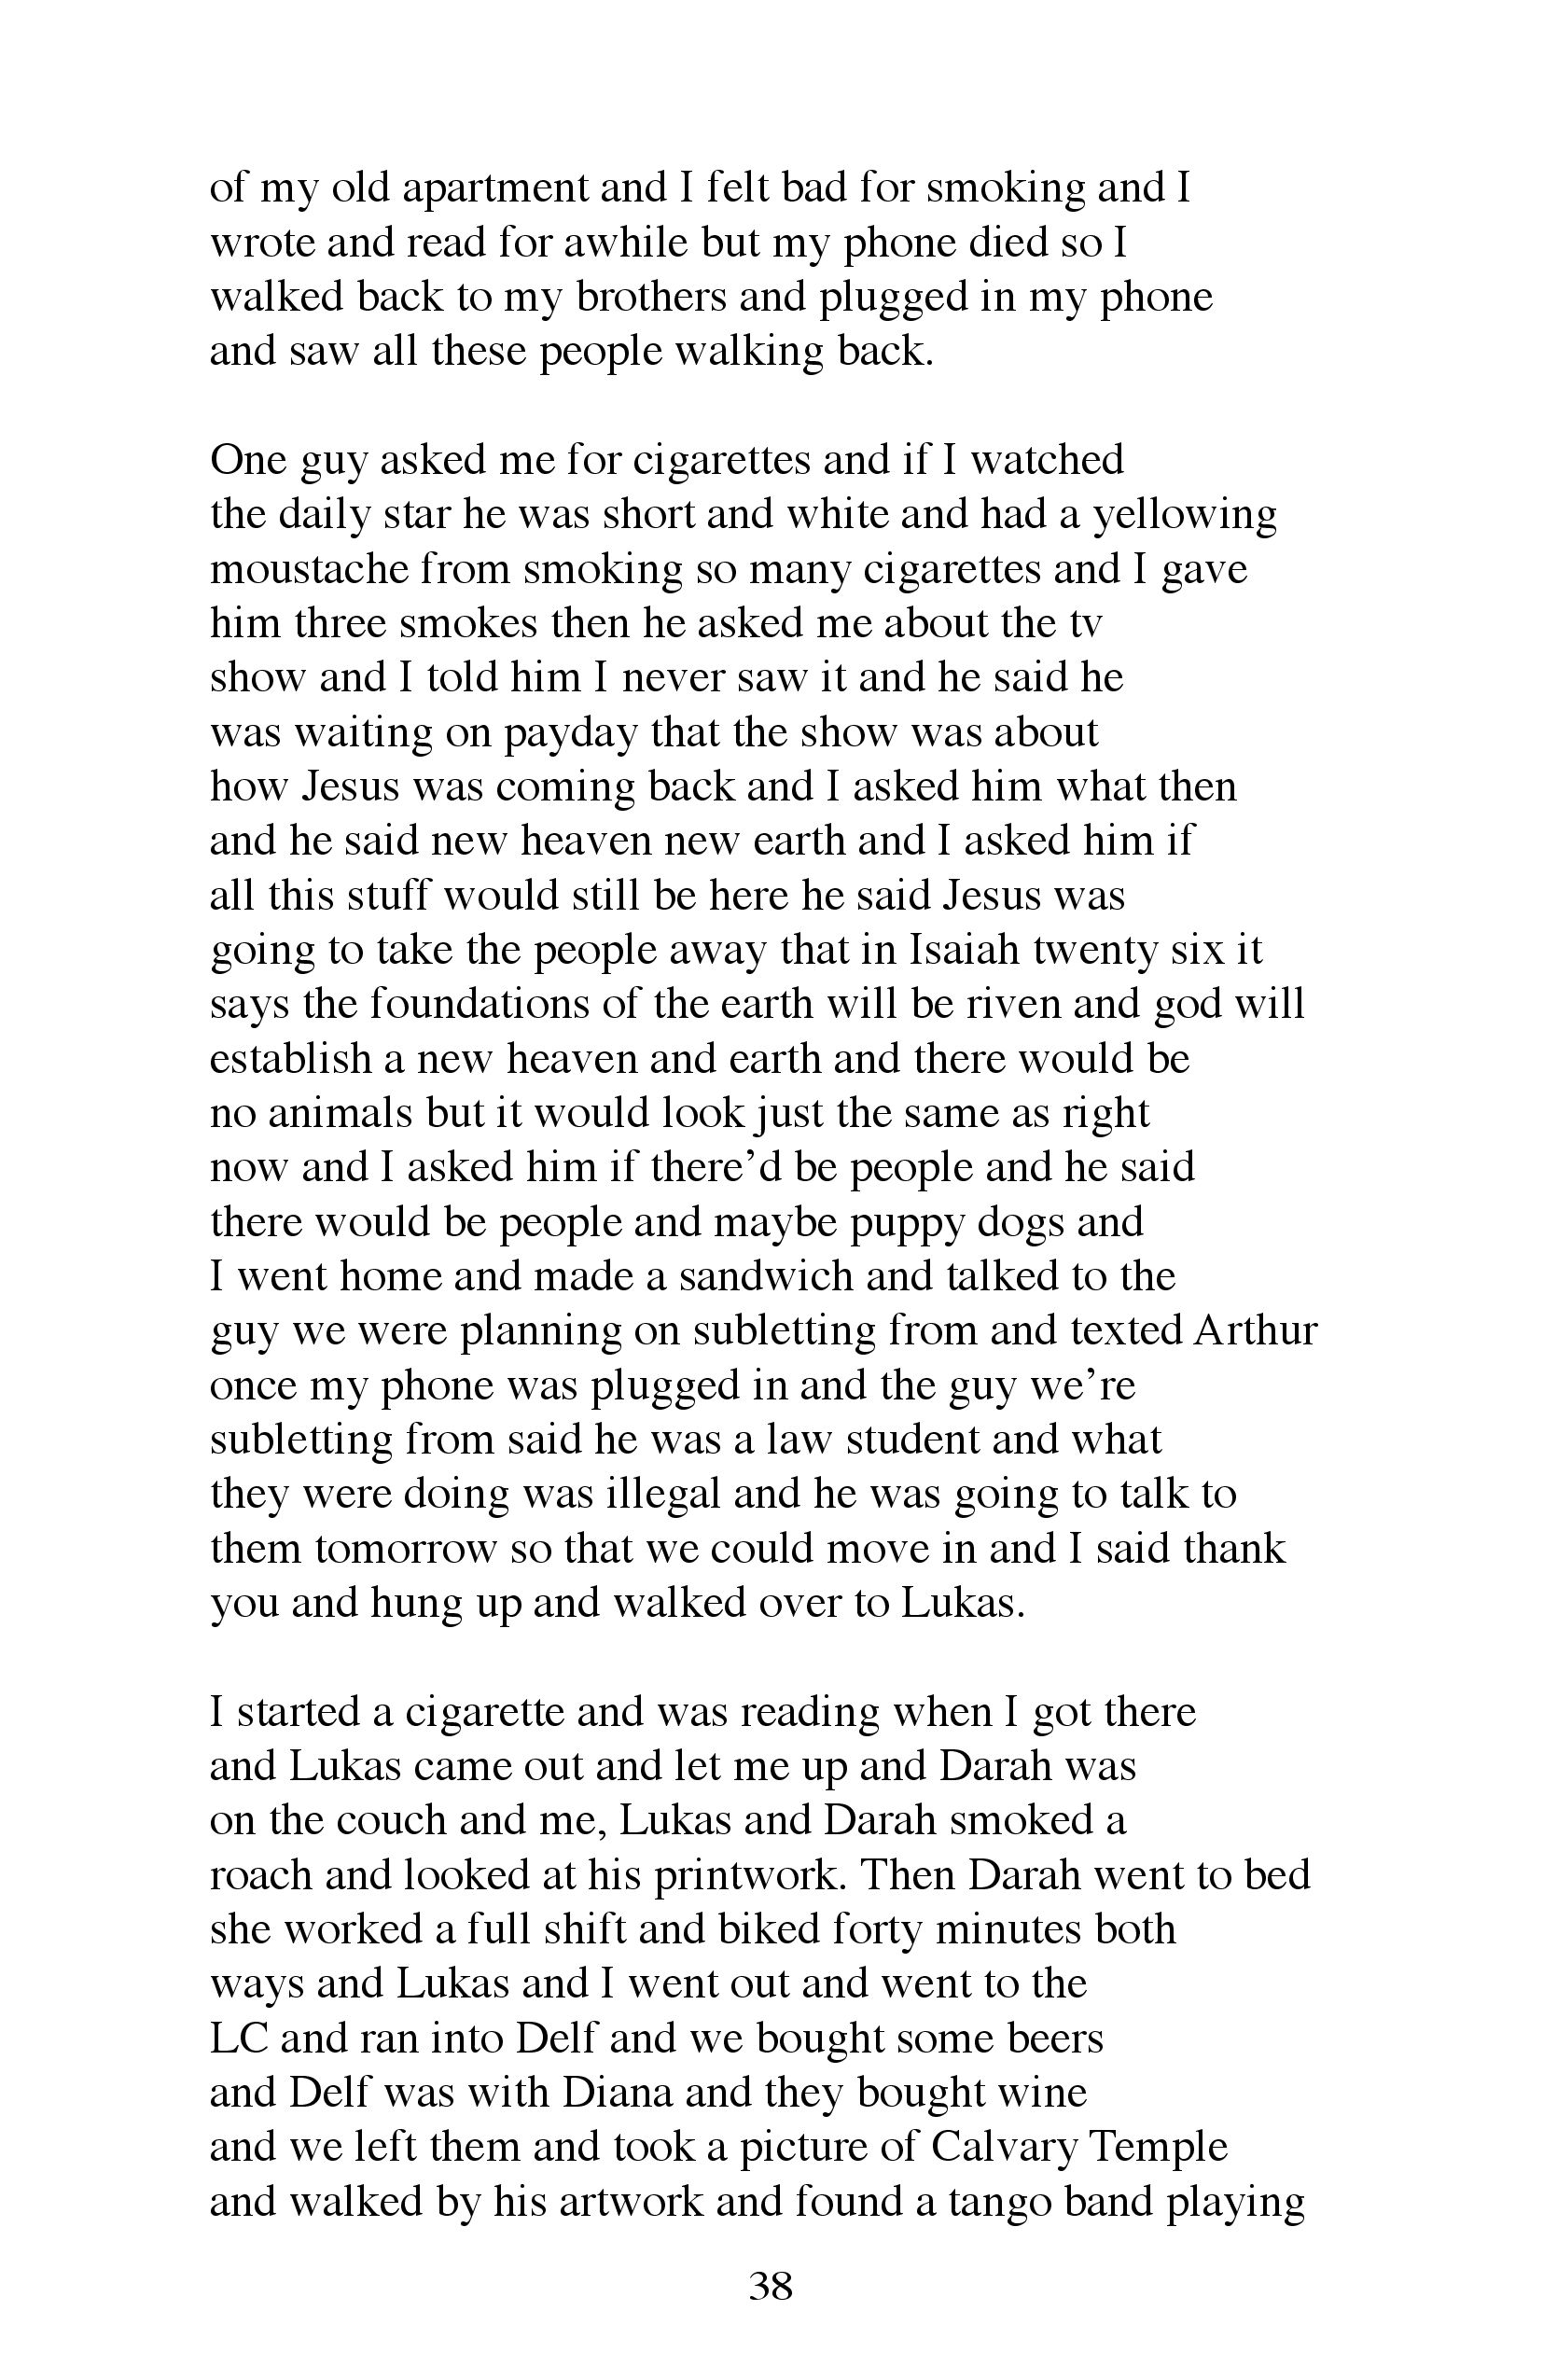 of my old apartment and I felt bad for smoking and I
wrote and read for awhile but my phone died so I
walked back to my brothers and plugged in my phone
and saw all these people walking back.
One guy asked me for cigarettes and if I watched
the daily star he was short and white and had a yellowing
moustache from smoking so many cigarettes and I gave
him three smokes then he asked me about the tv
show and I told him I never saw it and he said he
was waiting on payday that the show was about
how Jesus was coming back and I asked him what then
and he said new heaven new earth and I asked him if
all this stuff would still be here he said Jesus was
going to take the people away that in Isaiah twenty six it
says the foundations of the earth will be riven and god will
establish a new heaven and earth and there would be
no animals but it would look just the same as right
now and I asked him if there’d be people and he said
there would be people and maybe puppy dogs and
I went home and made a sandwich and talked to the
guy we were planning on subletting from and texted Arthur
once my phone was plugged in and the guy we’re
subletting from said he was a law student and what
they were doing was illegal and he was going to talk to
them tomorrow so that we could move in and I said thank
you and hung up and walked over to Lukas.
I started a cigarette and was reading when I got there
and Lukas came out and let me up and Darah was
on the couch and me, Lukas and Darah smoked a
roach and looked at his printwork. Then Darah went to bed
she worked a full shift and biked forty minutes both
ways and Lukas and I went out and went to the
LC and ran into Delf and we bought some beers
and Delf was with Diana and they bought wine
and we left them and took a picture of Calvary Temple
and walked by his artwork and found a tango band playing
38